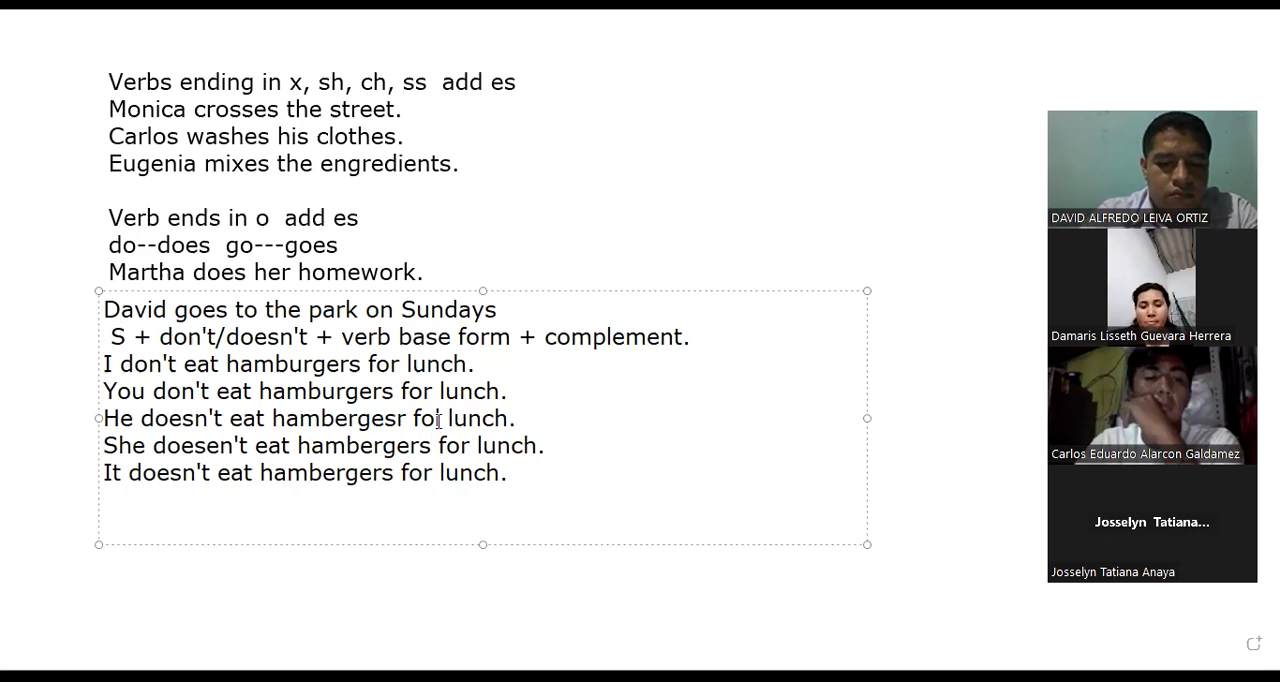 Verbs ending in x, sh, ch, ss  add es
Monica crosses the street.
Carlos washes his clothes.
Eugenia mixes the engredients.
Verb ends in o  add es
do--does  go---goes
Martha does her homework.
David goes to the park on Sundays
S + don't/doesn't + verb base form + complement.
I don't eat hamburgers for lunch.
You don't eat hamburgers for lunch.
He doesn't eat hambergesr for lunch.
She doesen't eat hambergers for lunch.
It doesn't eat hambergers for lunch.
DAVID ALFREDO LEIVA ORTIZ
Damaris Lisseth Guevara Herrera
Carlos Eduardo Alarcon Galdamez
Josselyn  Tatiana...
Josselyn Tatiana Anaya